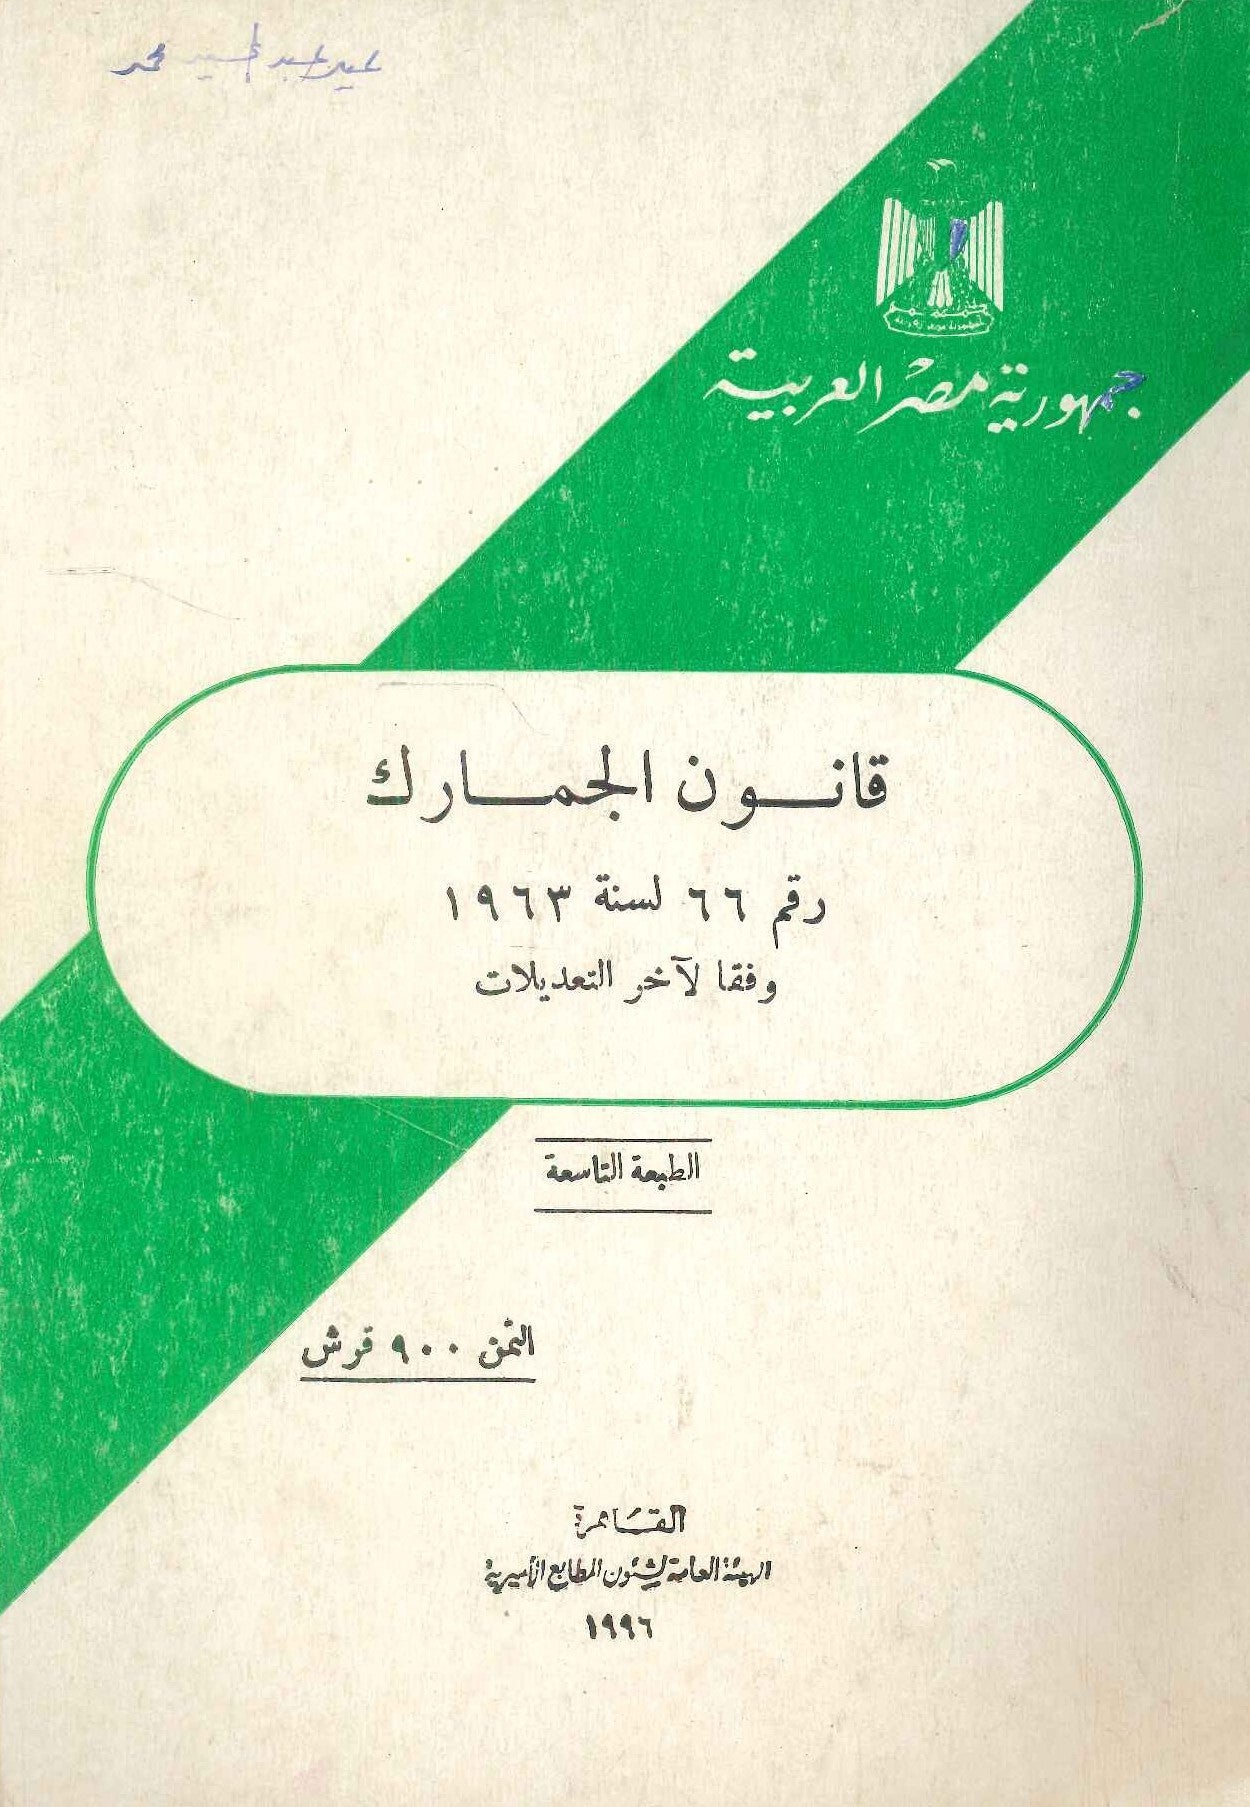 جمهورية مصر العربية
قانون الجمارك
رقم ٦٦ لسنة ١٩٦٣
وفقا لآخر التعديلات
الطبعة التاسعة
الثمن ٩٠٠ قرش
القاهرة
الهيئة العامة لشئون المطابع الأميرية
١٩٩٦